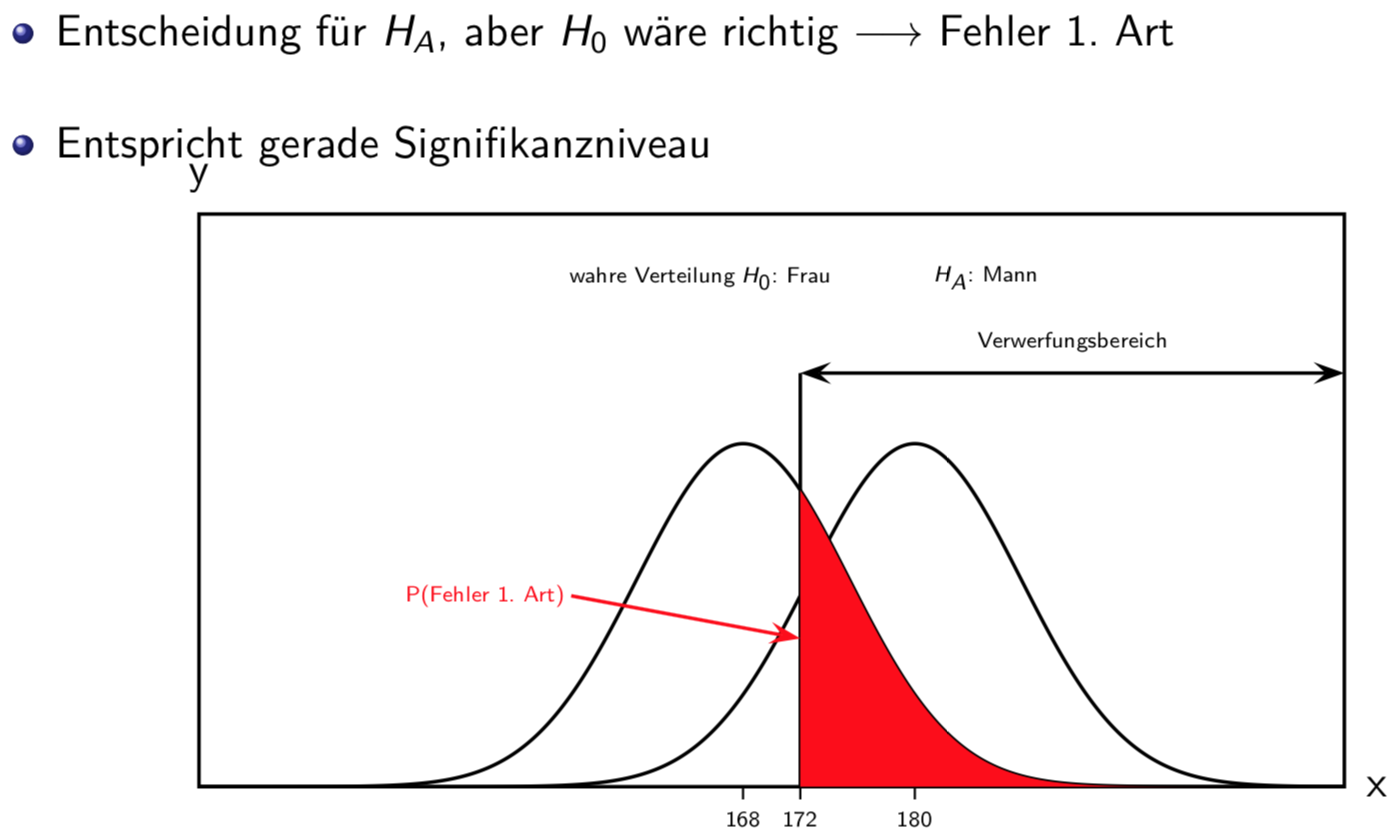 Entscheidung für H_A, aber H_0 wäre richtig → Fehler 1. Art
Entspricht gerade Signifikanzniveau
y
wahre Verteilung H_0: Frau
H_A: Mann
Verwerfungsbereich
P(Fehler 1. Art)
x
168 172 180